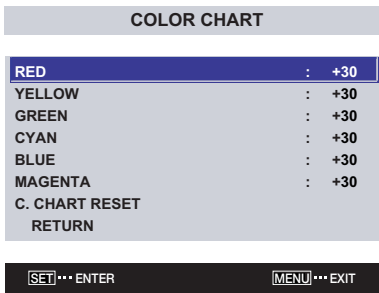 COLOR CHART
RED : +30
YELLOW : +30
GREEN : +30
CYAN : +30
BLUE : +30
MAGENTA : +30
C. CHART RESET
RETURN
SET ··· ENTER MENU ··· EXIT